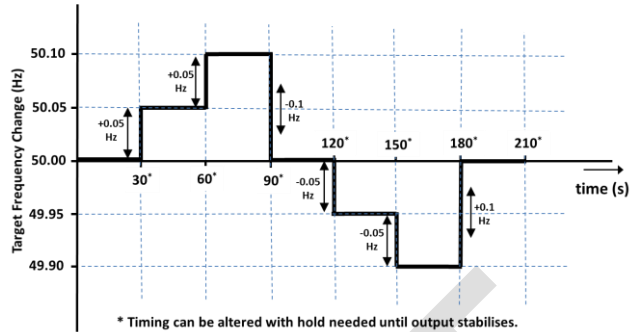 Target Frequency Change (Hz)
50.10
50.05
50.00
49.95
49.90
+0.05
Hz
+0.05
Hz
-0.1
Hz
-0.05
Hz
-0.05
Hz
+0.1
Hz
30*
60*
90*
120*
150*
180*
210*
time (s)
* Timing can be altered with hold needed until output stabilises.